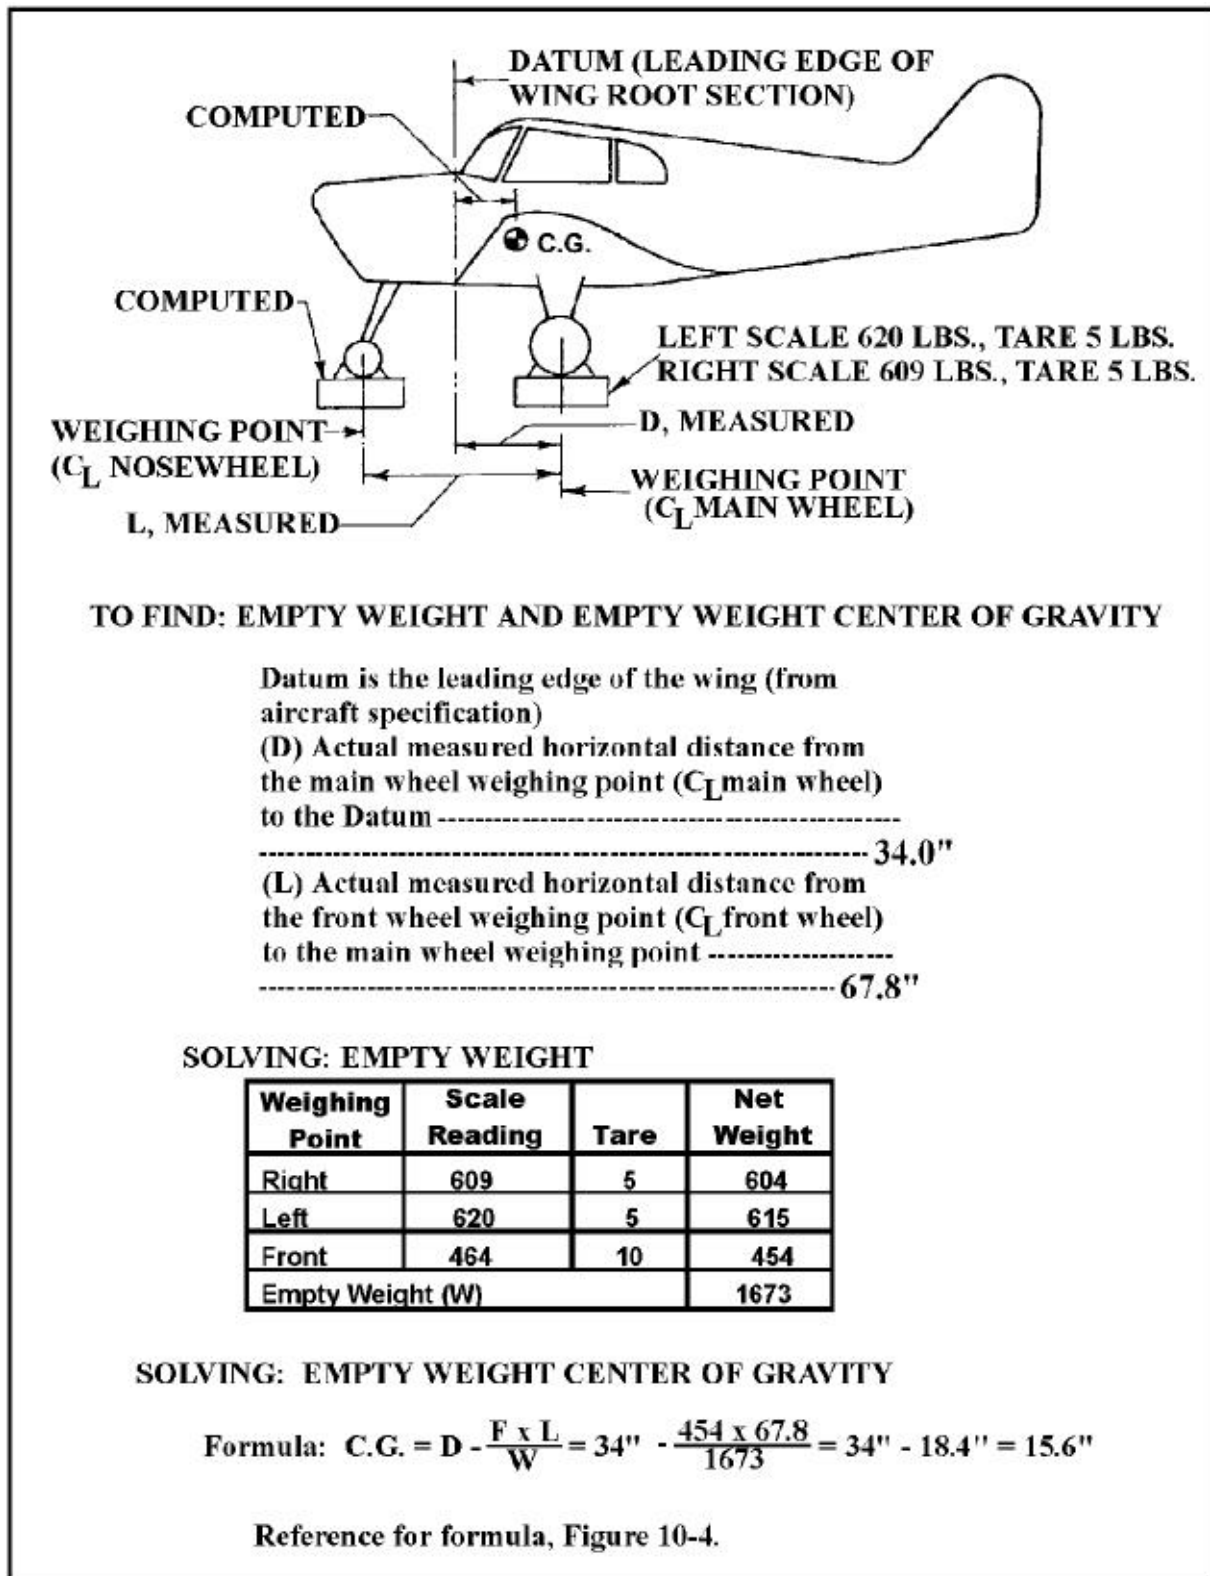 DATUM (LEADING EDGE OF
WING ROOT SECTION)
COMPUTED
C.G.
COMPUTED
LEFT SCALE 620 LBS., TARE 5 LBS.
RIGHT SCALE 609 LBS., TARE 5 LBS.
D, MEASURED
WEIGHING POINT
(CL NOSEWHEEL)
WEIGHING POINT
(CL MAIN WHEEL)
L, MEASURED
TO FIND: EMPTY WEIGHT AND EMPTY WEIGHT CENTER OF GRAVITY
Datum is the leading edge of the wing (from
aircraft specification)
(D) Actual measured horizontal distance from
the main wheel weighing point (CL main wheel)
to the Datum -------------------------------------------------
----------------------------------------------------------------- 34.0"
(L) Actual measured horizontal distance from
the front wheel weighing point (CL front wheel)
to the main wheel weighing point --------------------
------------------------------------------------------------- 67.8"
SOLVING: EMPTY WEIGHT
Weighing Point | Scale Reading | Tare | Net Weight
Right 609 5 604
Left 620 5 615
Front 464 10 454
Empty Weight (W) 1673
SOLVING: EMPTY WEIGHT CENTER OF GRAVITY
Formula: C.G. = D - F x L / W = 34" - 454 x 67.8 / 1673 = 34" - 18.4" = 15.6"
Reference for formula, Figure 10-4.